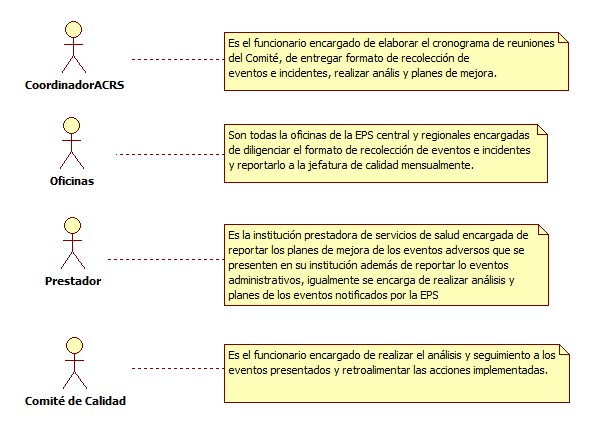 Es el funcionario encargado de elaborar el cronograma de reuniones
del Comité, de entregar formato de recolección de
eventos e incidentes, realizar anális y planes de mejora.
CoordinadorACRS
Son todas la oficinas de la EPS central y regionales encargadas
de diligenciar el formato de recolección de eventos e incidentes
y reportarlo a la jefatura de calidad mensualmente.
Oficinas
Es la institución prestadora de servicios de salud encargada de
reportar los planes de mejora de los eventos adversos que se
presenten en su institución además de reportar lo eventos
administrativos, igualmente se encarga de realizar análisis y
planes de los eventos notificados por la EPS
Prestador
Es el funcionario encargado de realizar el análisis y seguimiento a los
eventos presentados y retroalimentar las acciones implementadas.
Comité de Calidad